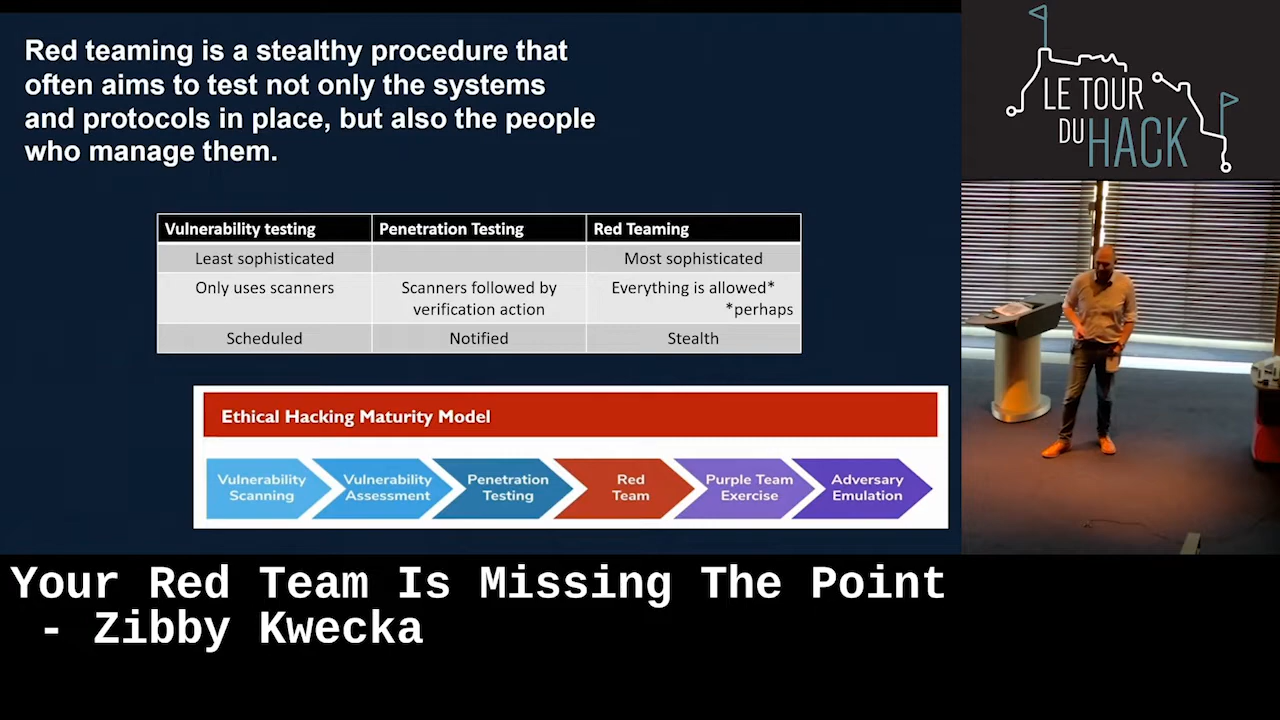 Red teaming is a stealthy procedure that
often aims to test not only the systems
and protocols in place, but also the people
who manage them.
Vulnerability testing Penetration Testing Red Teaming
Least sophisticated Most sophisticated
Only uses scanners Scanners followed by verification action Everything is allowed* *perhaps
Scheduled Notified Stealth
Ethical Hacking Maturity Model
Vulnerability Scanning
Vulnerability Assessment
Penetration Testing
Red Team
Purple Team Exercise
Adversary Emulation
LE TOUR
DU HACK
Your Red Team Is Missing The Point
- Zibby Kwecka